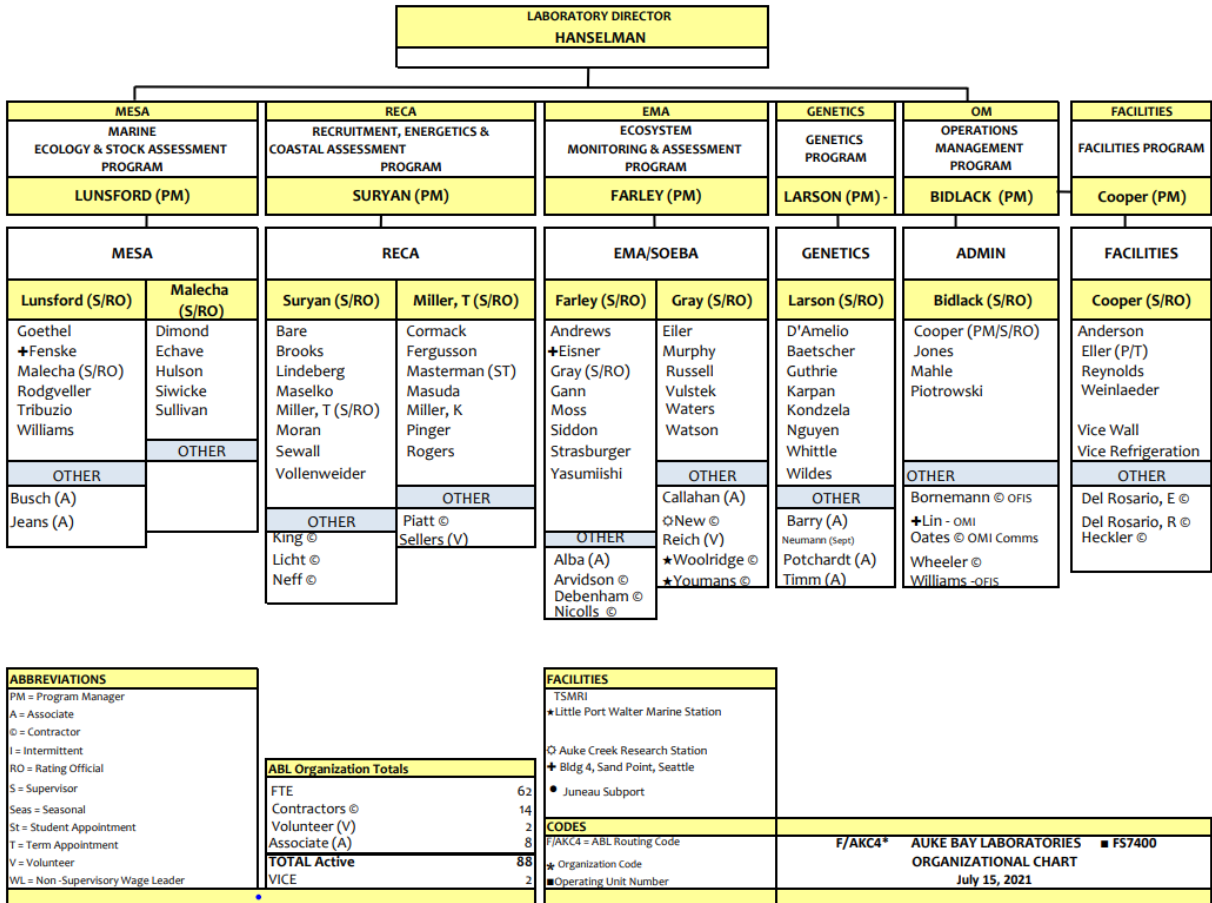 LABORATORY DIRECTOR
HANSELMAN
MESA
MARINE
ECOLOGY & STOCK ASSESSMENT
PROGRAM
LUNSFORD (PM)
RECA
RECRUITMENT, ENERGETICS &
COASTAL ASSESSMENT
PROGRAM
SURYAN (PM)
EMA
ECOSYSTEM
MONITORING & ASSESSMENT
PROGRAM
FARLEY (PM)
GENETICS
GENETICS
PROGRAM
LARSON (PM) -
OM
OPERATIONS
MANAGEMENT
PROGRAM
BIDLACK (PM)
FACILITIES
FACILITIES PROGRAM
Cooper (PM)
MESA
Lunsford (S/RO)
Goethel
✚Fenske
Malecha (S/RO)
Rodgveller
Tribuzio
Williams
OTHER
Busch (A)
Jeans (A)
Malecha
(S/RO)
Dimond
Echave
Hulson
Siwicke
Sullivan
OTHER
RECA
Suryan (S/RO)
Bare
Brooks
Lindeberg
Maselko
Miller, T (S/RO)
Moran
Sewall
Vollenweider
OTHER
King ©
Licht ©
Neff ©
Miller, T (S/RO)
Cormack
Fergusson
Masterman (ST)
Masuda
Miller, K
Pinger
Rogers
OTHER
Piatt ©
Sellers (V)
EMA/SOEBA
Farley (S/RO)
Andrews
✚Eisner
Gray (S/RO)
Gann
Moss
Siddon
Strasburger
Yasumiishi
OTHER
Alba (A)
Arvidson ©
Debenham ©
Nicolls ©
Gray (S/RO)
Eiler
Murphy
Russell
Vulstek
Waters
Watson
OTHER
Callahan (A)
✩New ©
Reich (V)
★Woolridge ©
★Youmans ©
GENETICS
Larson (S/RO)
D'Amelio
Baetscher
Guthrie
Karpan
Kondzela
Nguyen
Whittle
Wildes
OTHER
Barry (A)
Neumann (Sept)
Potchardt (A)
Timm (A)
ADMIN
Bidlack (S/RO)
Cooper (PM/S/RO)
Jones
Mahle
Piotrowski
OTHER
Bornemann © OFIS
✚Lin - OMI
Oates © OMI Comms
Wheeler ©
Williams -OFIS
FACILITIES
Cooper (S/RO)
Anderson
Eller (P/T)
Reynolds
Weinlaeder
Vice Wall
Vice Refrigeration
OTHER
Del Rosario, E ©
Del Rosario, R ©
Heckler ©
ABBREVIATIONS
PM = Program Manager
A = Associate
© = Contractor
I = Intermittent
RO = Rating Official
S = Supervisor
Seas = Seasonal
St = Student Appointment
T = Term Appointment
V = Volunteer
WL = Non -Supervisory Wage Leader
ABL Organization Totals
FTE 62
Contractors © 14
Volunteer (V) 2
Associate (A) 8
TOTAL Active 88
VICE 2
FACILITIES
TSMRI
★Little Port Walter Marine Station
✩ Auke Creek Research Station
✚ Bldg 4, Sand Point, Seattle
● Juneau Subport
CODES
F/AKC4 = ABL Routing Code
* Organization Code
■Operating Unit Number
F/AKC4* AUKE BAY LABORATORIES ■ FS7400
ORGANIZATIONAL CHART
July 15, 2021